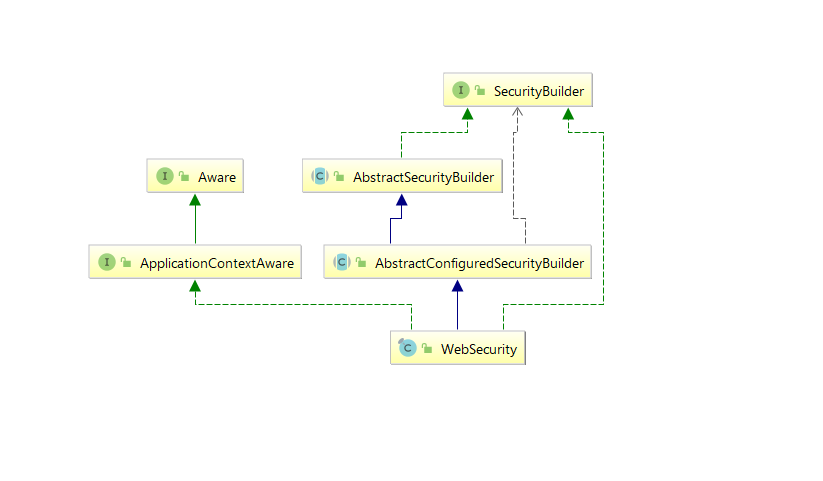 I SecurityBuilder
I Aware
C AbstractSecurityBuilder
I ApplicationContextAware
C AbstractConfiguredSecurityBuilder
C WebSecurity